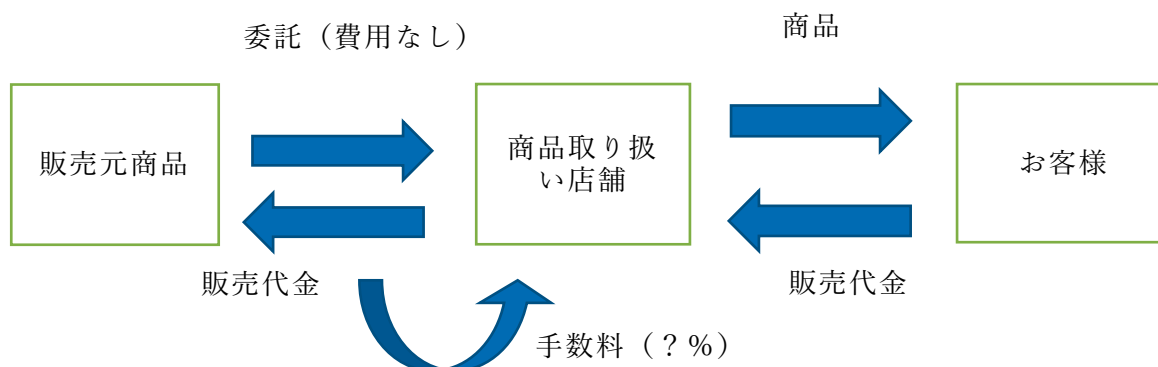 委託（費用なし）
商品
販売元商品
商品取り扱
い店舗
お客様
販売代金
販売代金
手数料（？%）